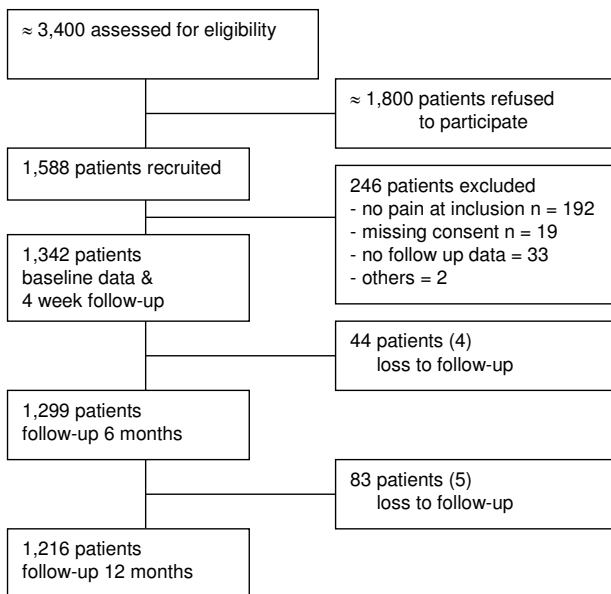 ≈ 3,400 assessed for eligibility
≈ 1,800 patients refused
to participate
1,588 patients recruited
246 patients excluded
- no pain at inclusion n = 192
- missing consent n = 19
- no follow up data = 33
- others = 2
1,342 patients
baseline data &
4 week follow-up
44 patients (4)
loss to follow-up
1,299 patients
follow-up 6 months
83 patients (5)
loss to follow-up
1,216 patients
follow-up 12 months